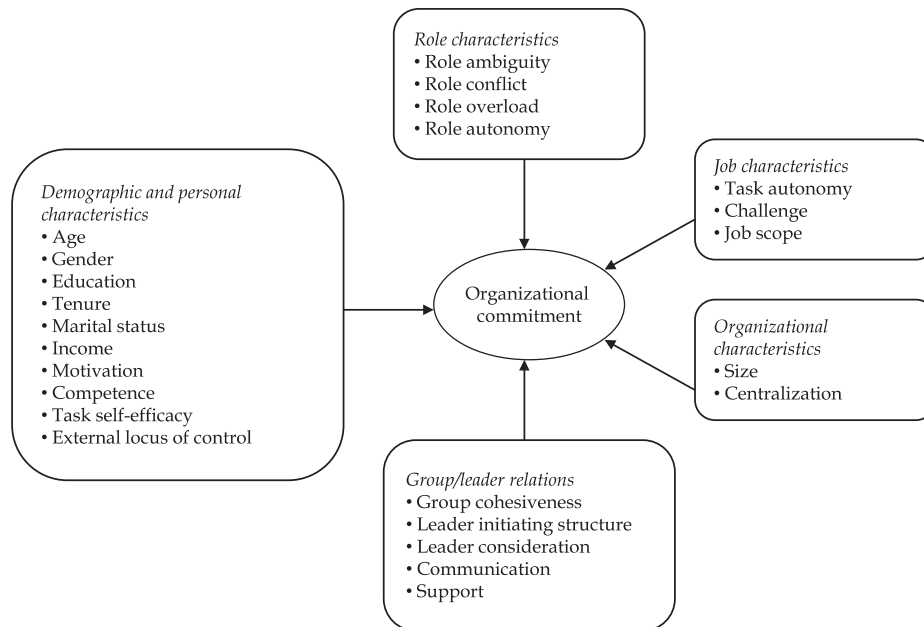 Role characteristics
• Role ambiguity
• Role conflict
• Role overload
• Role autonomy
Job characteristics
• Task autonomy
• Challenge
• Job scope
Demographic and personal
characteristics
• Age
• Gender
• Education
• Tenure
• Marital status
• Income
• Motivation
• Competence
• Task self-efficacy
• External locus of control
Organizational
commitment
Organizational
characteristics
• Size
• Centralization
Group/leader relations
• Group cohesiveness
• Leader initiating structure
• Leader consideration
• Communication
• Support